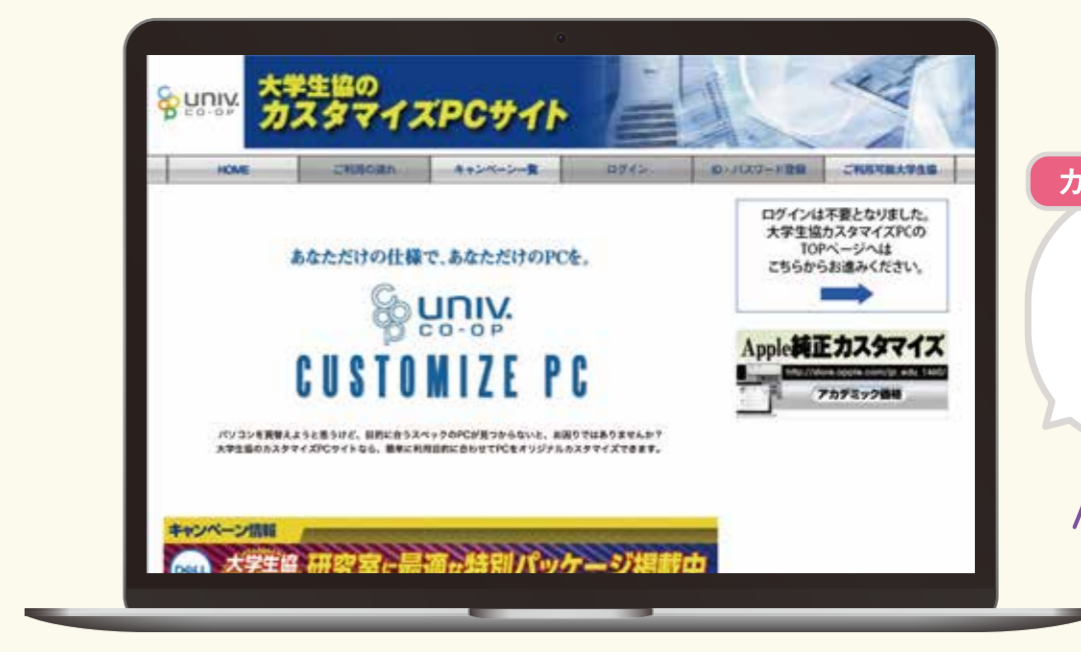 UNIV.
CO-OP
大学生協の
カスタマイズPCサイト
HOME
ご利用の流れ
キャンペーン一覧
ログイン
ID・パスワード登録
ご利用可能大学生協
ログインは不要となりました。
大学生協カスタマイズPCの
TOPページへは
こちらからお進みください。
あなただけの仕様で、あなただけのPCを。
UNIV.
CO-OP
CUSTOMIZE PC
Apple純正カスタマイズ
アカデミック価格
パソコンを買替えようと思うけど、目的に合うスペックのPCが見つからないと、お困りではありませんか?
大学生協のカスタマイズPCサイトなら、簡単に利用目的に合わせてPCをオリジナルカスタマイズできます。
キャンペーン情報
DELL
大学生協 研究室に最適な特別パッケージ掲載中
カ